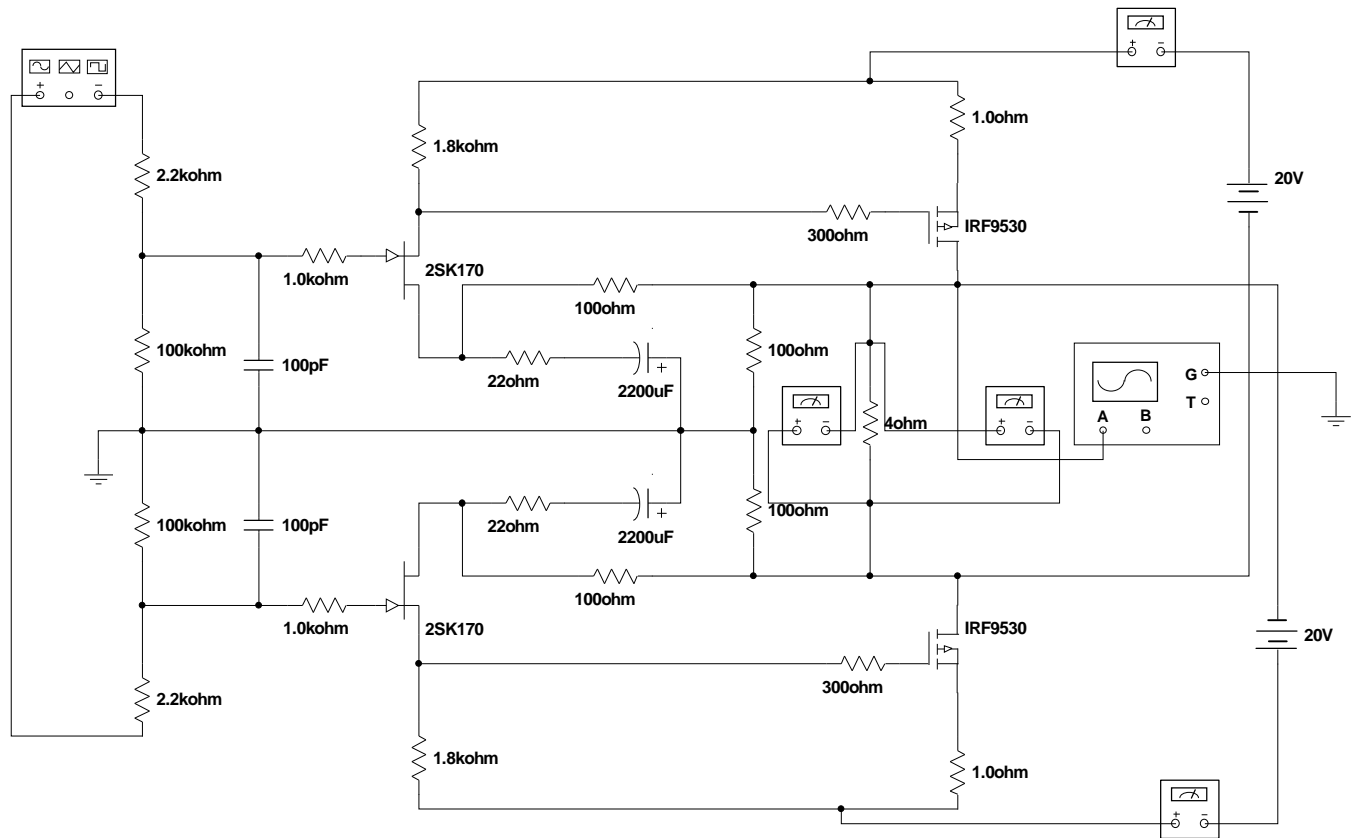 + -
+ -
1.0ohm
1.8kohm
2.2kohm
20V
IRF9530
300ohm
1.0kohm
2SK170
100ohm
100kohm
100pF
22ohm
2200uF
+
100ohm
G
T
A B
+ -
4ohm
+ -
100kohm
100pF
22ohm
2200uF
+
100ohm
100ohm
1.0kohm
2SK170
IRF9530
20V
300ohm
2.2kohm
1.8kohm
1.0ohm
+ -